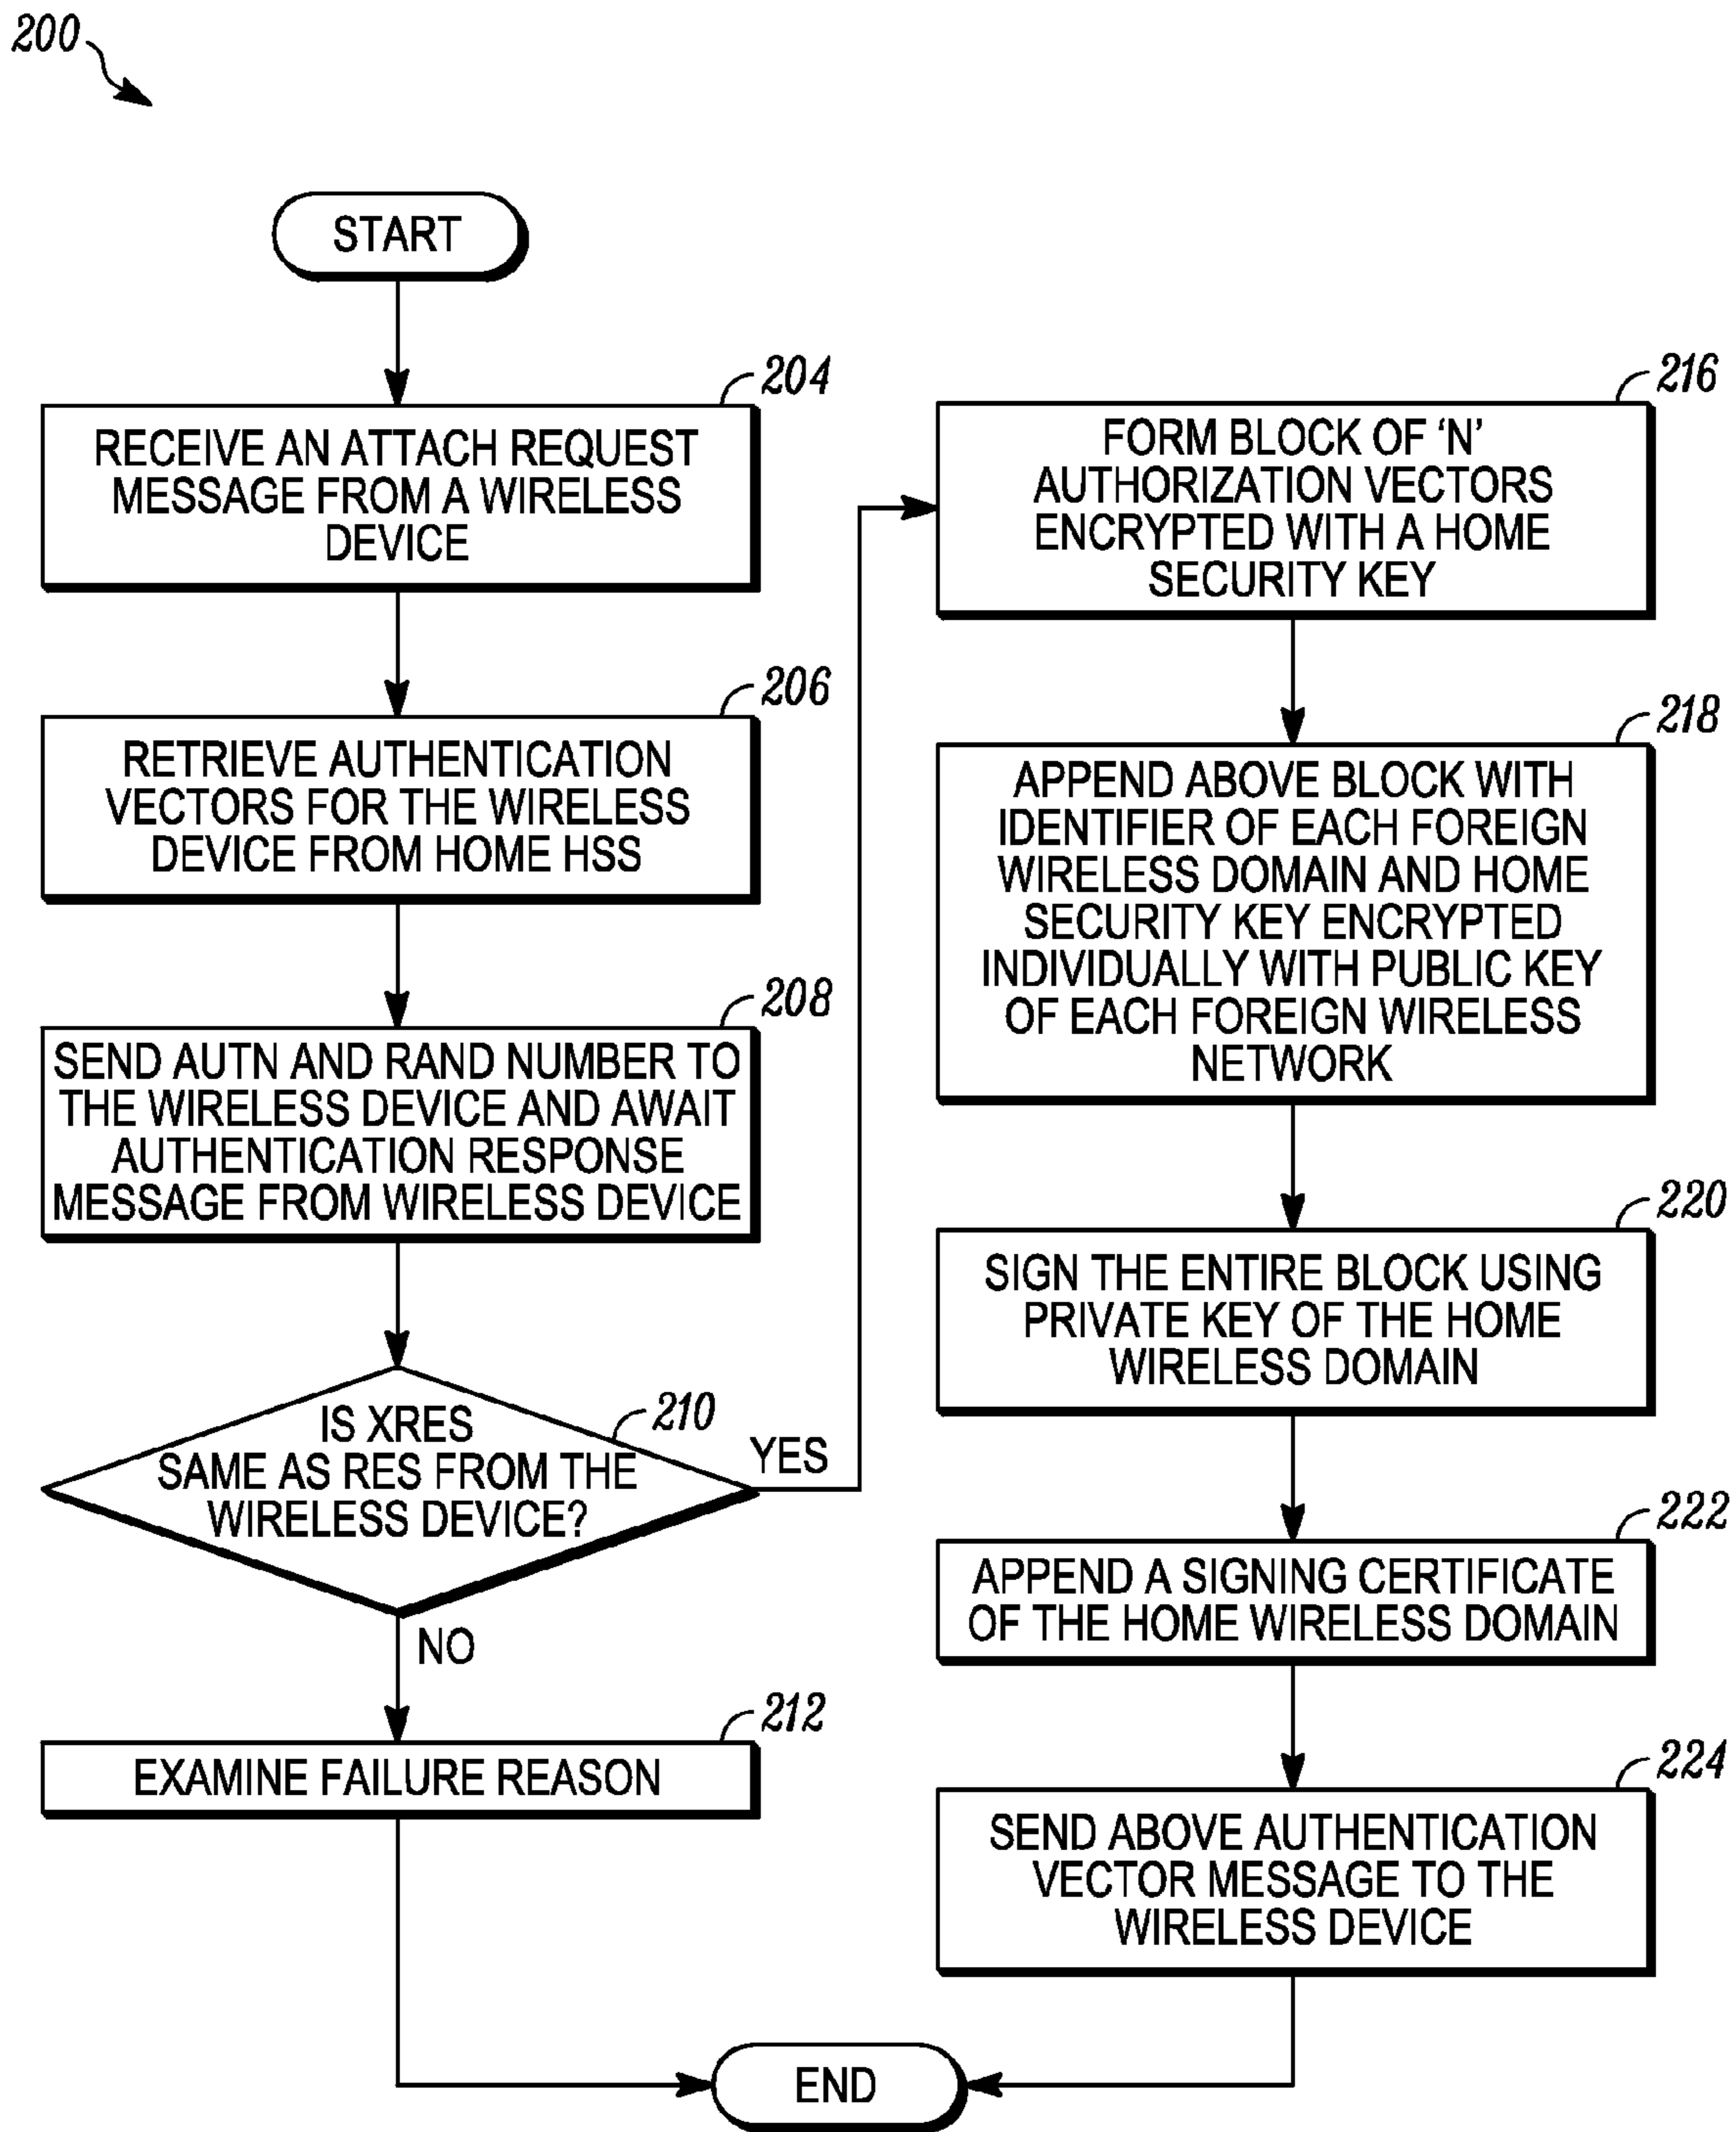 200
START
204
RECEIVE AN ATTACH REQUEST
MESSAGE FROM A WIRELESS
DEVICE
206
RETRIEVE AUTHENTICATION
VECTORS FOR THE WIRELESS
DEVICE FROM HOME HSS
208
SEND AUTN AND RAND NUMBER TO
THE WIRELESS DEVICE AND AWAIT
AUTHENTICATION RESPONSE
MESSAGE FROM WIRELESS DEVICE
210
IS XRES
SAME AS RES FROM THE
WIRELESS DEVICE?
YES
NO
212
EXAMINE FAILURE REASON
216
FORM BLOCK OF ‘N’
AUTHORIZATION VECTORS
ENCRYPTED WITH A HOME
SECURITY KEY
218
APPEND ABOVE BLOCK WITH
IDENTIFIER OF EACH FOREIGN
WIRELESS DOMAIN AND HOME
SECURITY KEY ENCRYPTED
INDIVIDUALLY WITH PUBLIC KEY
OF EACH FOREIGN WIRELESS
NETWORK
220
SIGN THE ENTIRE BLOCK USING
PRIVATE KEY OF THE HOME
WIRELESS DOMAIN
222
APPEND A SIGNING CERTIFICATE
OF THE HOME WIRELESS DOMAIN
224
SEND ABOVE AUTHENTICATION
VECTOR MESSAGE TO THE
WIRELESS DEVICE
END